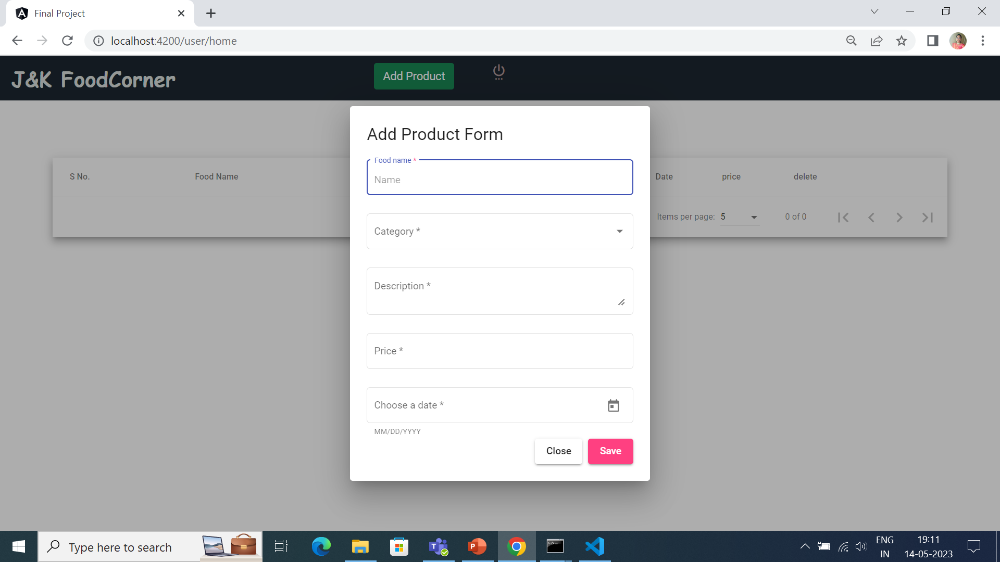 Final Project
localhost:4200/user/home
J&K FoodCorner
Add Product
Add Product Form
Food name *
Name
S No.
Food Name
Date
price
delete
Category *
Items per page:
5
0 of 0
Description *
Price *
Choose a date *
MM/DD/YYYY
Close
Save
Type here to search
ENG
IN
19:11
14-05-2023